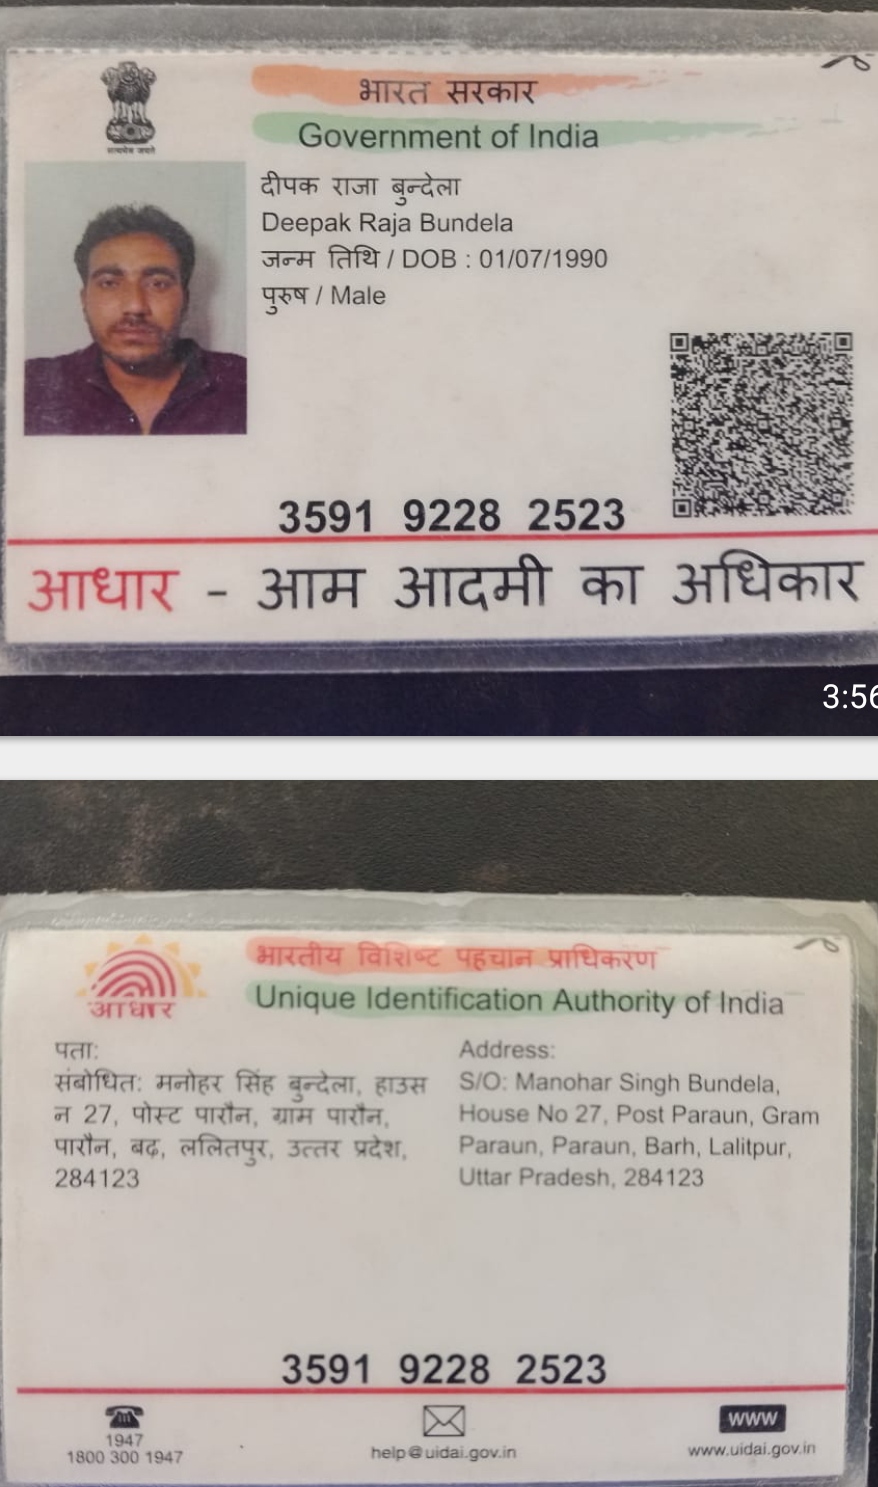 भारत सरकार
Government of India
सत्यमेव जयते
दीपक राजा बुन्देला
Deepak Raja Bundela
जन्म तिथि / DOB : 01/07/1990
पुरुष / Male
3591 9228 2523
आधार - आम आदमी का अधिकार
3:56
भारतीय विशिष्ट पहचान प्राधिकरण
Unique Identification Authority of India
आधार
पता:
संबोधित: मनोहर सिंह बुन्देला, हाउस
न 27, पोस्ट पारौन, ग्राम पारौन,
पारौन, बढ़, ललितपुर, उत्तर प्रदेश,
284123
Address:
S/O: Manohar Singh Bundela,
House No 27, Post Paraun, Gram
Paraun, Paraun, Barh, Lalitpur,
Uttar Pradesh, 284123
3591 9228 2523
1947
1800 300 1947
help@uidai.gov.in
www
www.uidai.gov.in